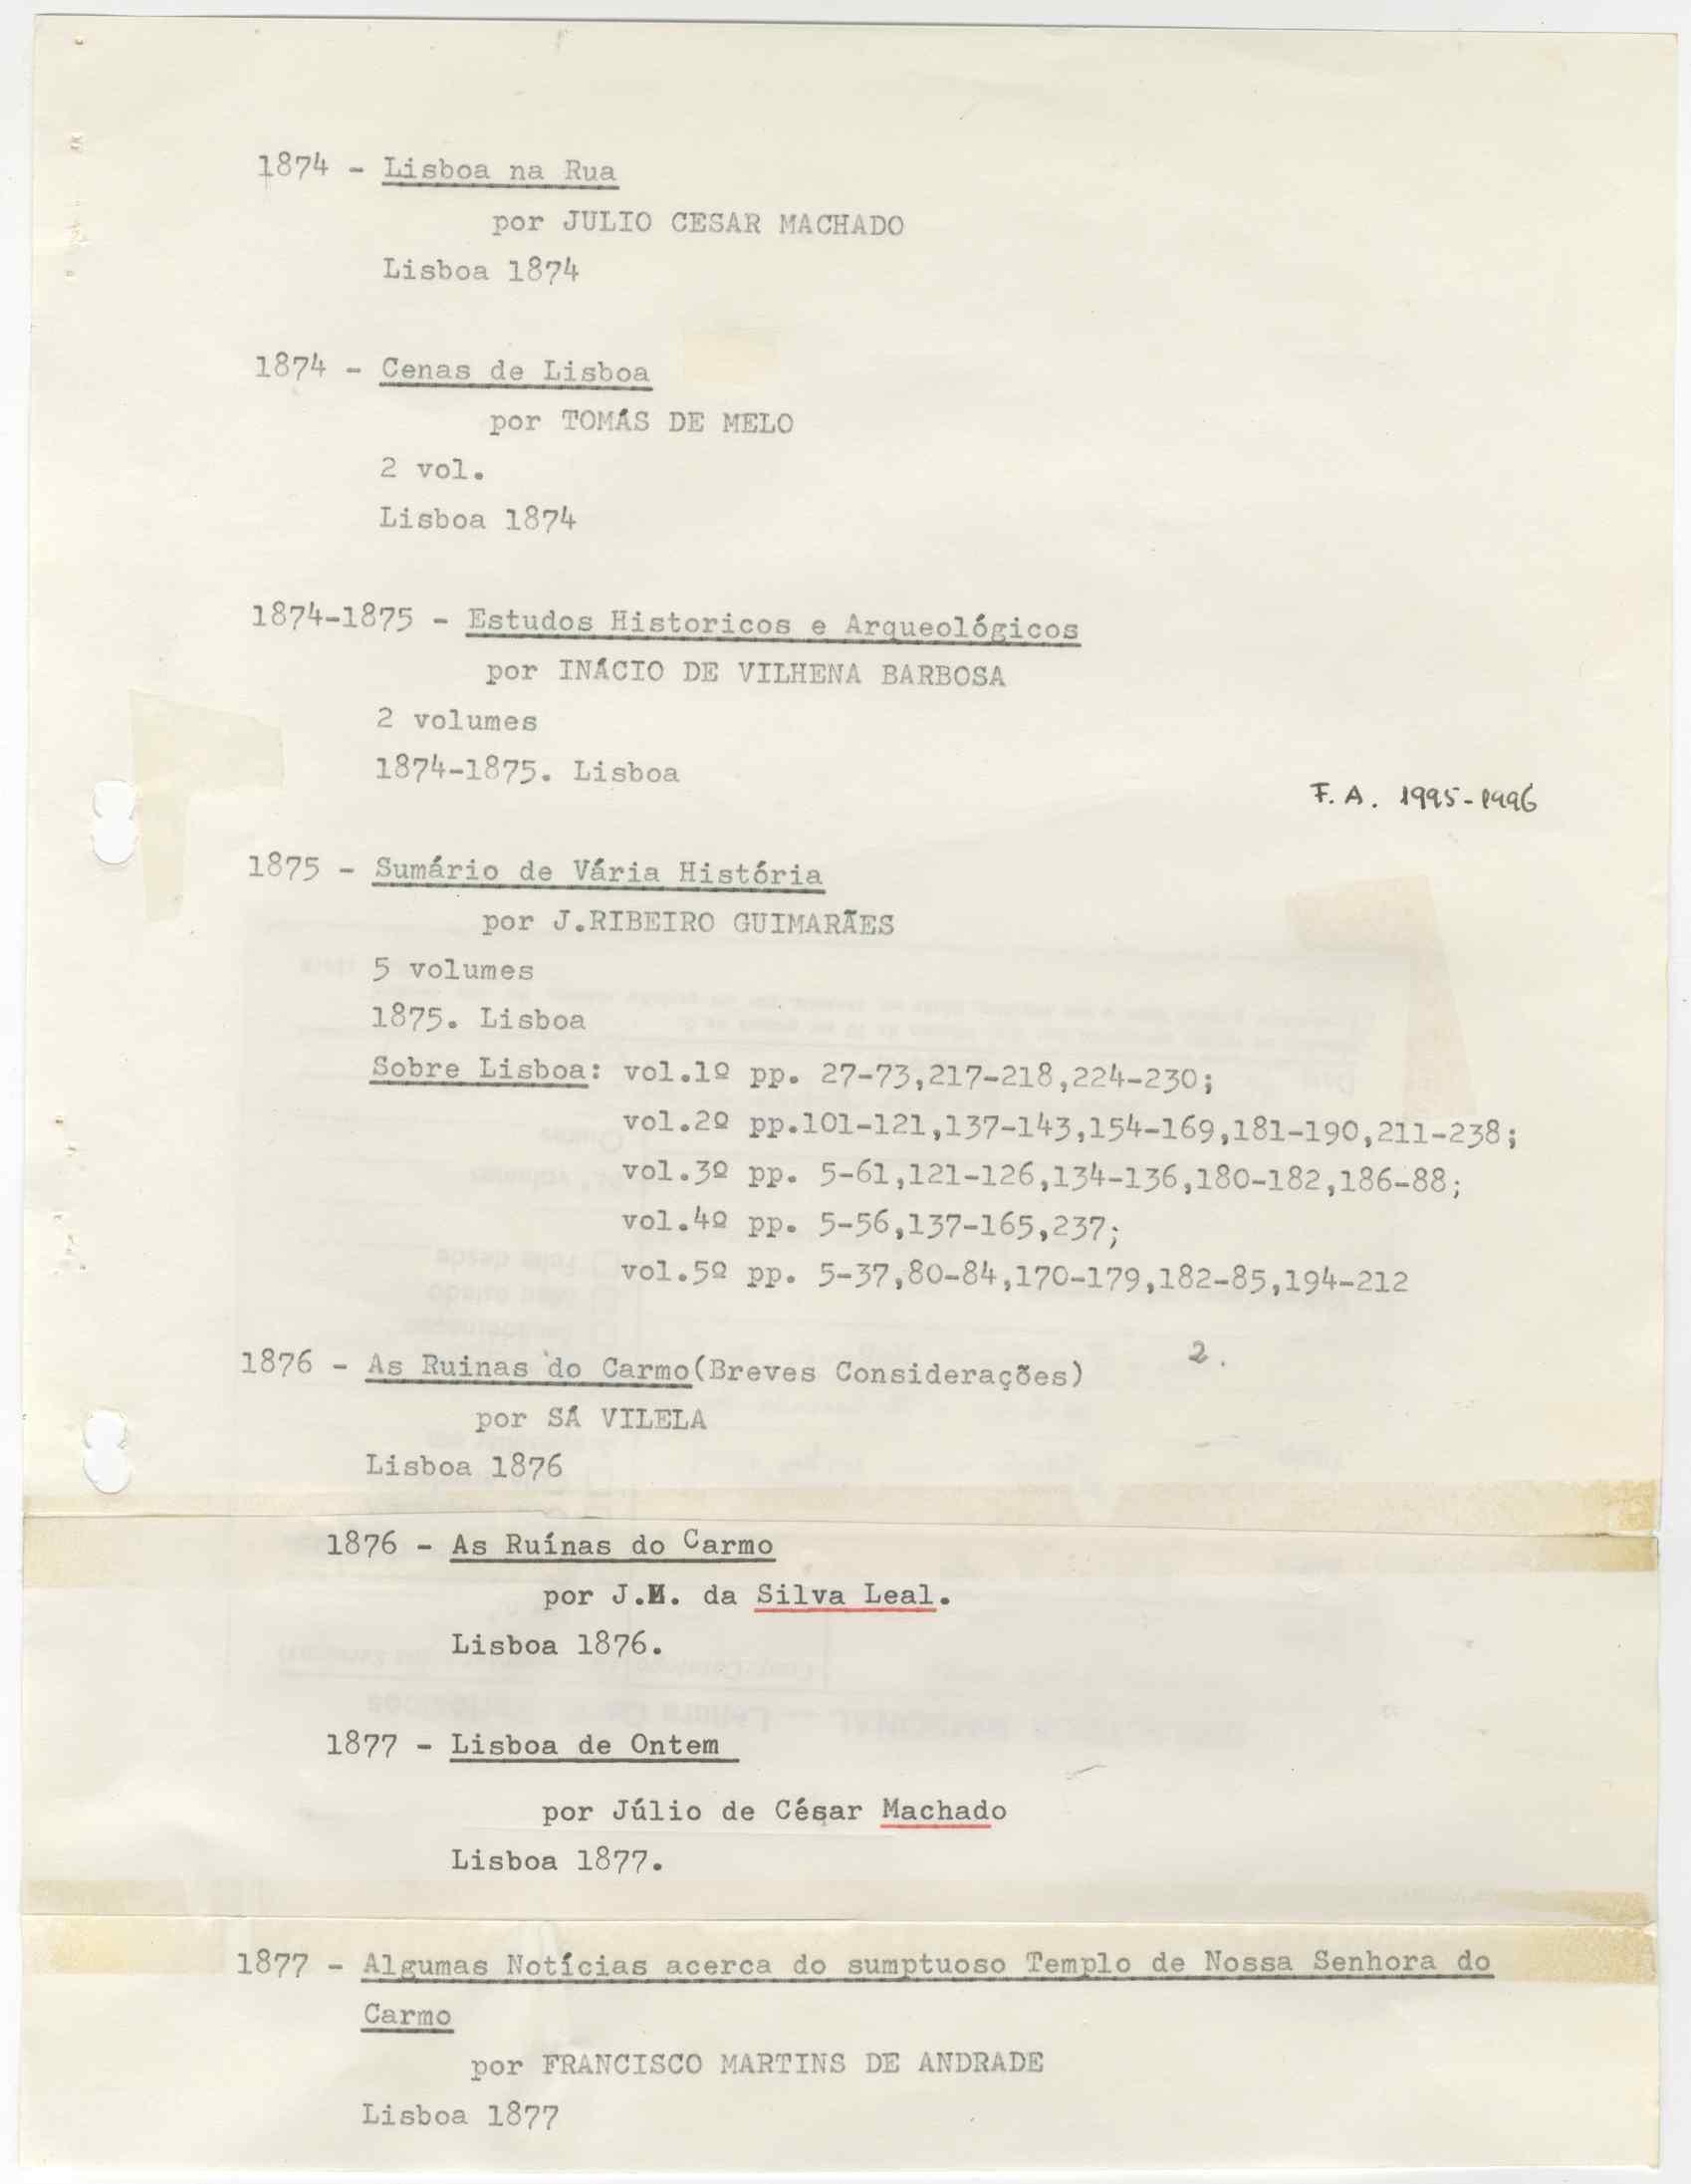 1874 - Lisboa na Rua
por JULIO CESAR MACHADO
Lisboa 1874
1874 - Cenas de Lisboa
por TOMÁS DE MELO
2 vol.
Lisboa 1874
1874-1875 - Estudos Historicos e Arqueológicos
por INÁCIO DE VILHENA BARBOSA
2 volumes
1874-1875. Lisboa
F. A. 1995-1996
1875 - Sumário de Vária História
por J.RIBEIRO GUIMARÃES
5 volumes
1875. Lisboa
Sobre Lisboa: vol.1º pp. 27-73,217-218,224-230;
vol.2º pp.101-121,137-143,154-169,181-190,211-238;
vol.3º pp. 5-61,121-126,134-136,180-182,186-88;
vol.4º pp. 5-56,137-165,237;
vol.5º pp. 5-37,80-84,170-179,182-85,194-212
2.
1876 - As Ruinas do Carmo(Breves Considerações)
por SÁ VILELA
Lisboa 1876
1876 - As Ruínas do Carmo
por J.M. da Silva Leal.
Lisboa 1876.
1877 - Lisboa de Ontem
por Júlio de César Machado
Lisboa 1877.
1877 - Algumas Notícias acerca do sumptuoso Templo de Nossa Senhora do
Carmo
por FRANCISCO MARTINS DE ANDRADE
Lisboa 1877